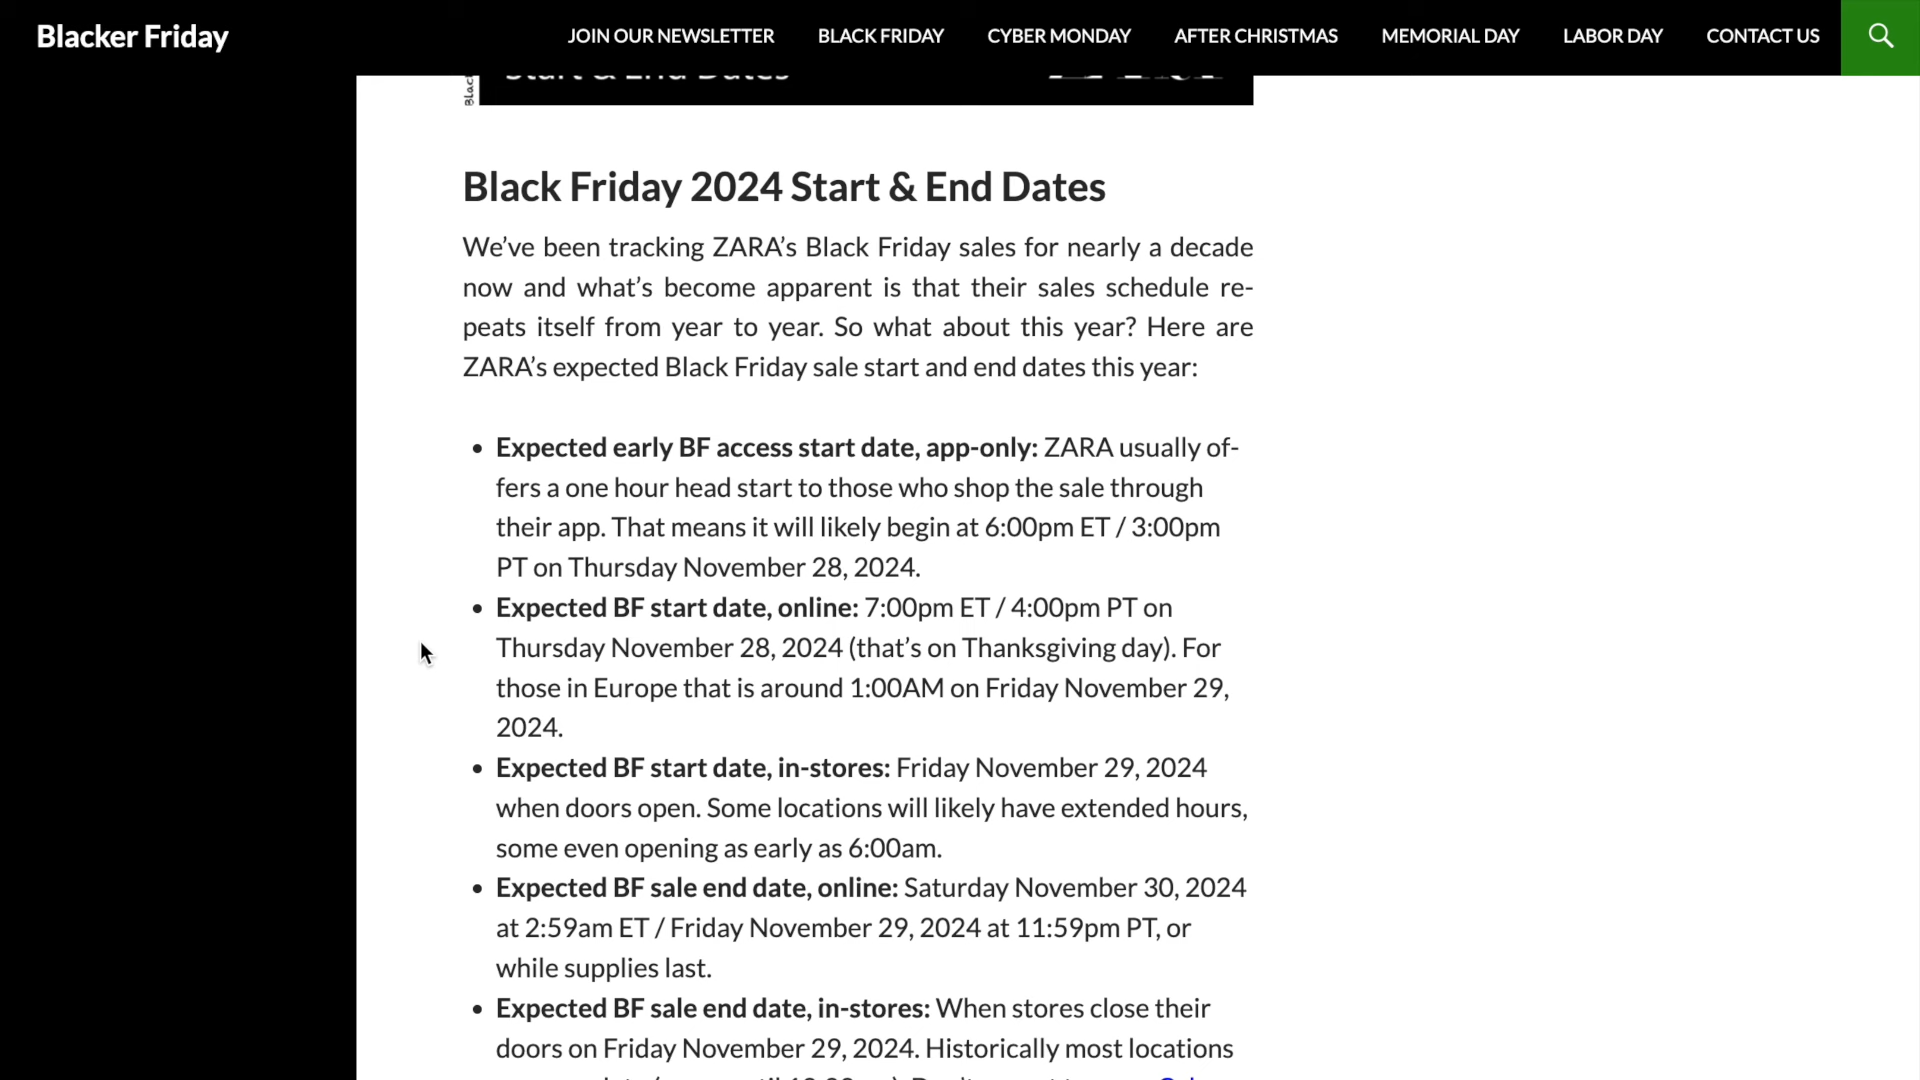 Blacker Friday
JOIN OUR NEWSLETTER BLACK FRIDAY CYBER MONDAY AFTER CHRISTMAS MEMORIAL DAY LABOR DAY CONTACT US
Start & End Dates
Black Friday 2024 Start & End Dates
We’ve been tracking ZARA’s Black Friday sales for nearly a decade
now and what’s become apparent is that their sales schedule re-
peats itself from year to year. So what about this year? Here are
ZARA’s expected Black Friday sale start and end dates this year:
• Expected early BF access start date, app-only: ZARA usually of-
fers a one hour head start to those who shop the sale through
their app. That means it will likely begin at 6:00pm ET / 3:00pm
PT on Thursday November 28, 2024.
• Expected BF start date, online: 7:00pm ET / 4:00pm PT on
Thursday November 28, 2024 (that’s on Thanksgiving day). For
those in Europe that is around 1:00AM on Friday November 29,
2024.
• Expected BF start date, in-stores: Friday November 29, 2024
when doors open. Some locations will likely have extended hours,
some even opening as early as 6:00am.
• Expected BF sale end date, online: Saturday November 30, 2024
at 2:59am ET / Friday November 29, 2024 at 11:59pm PT, or
while supplies last.
• Expected BF sale end date, in-stores: When stores close their
doors on Friday November 29, 2024. Historically most locations